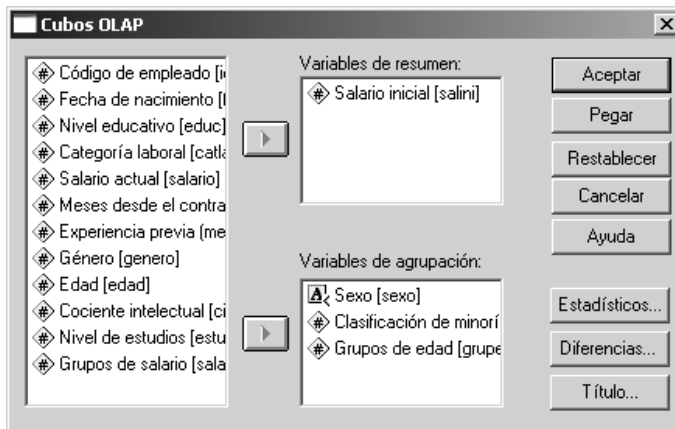 Cubos OLAP
Código de empleado [i
Fecha de nacimiento [
Nivel educativo [educ]
Categoría laboral [catla
Salario actual [salario]
Meses desde el contra
Experiencia previa (me
Género [genero]
Edad [edad]
Cociente intelectual [ci
Nivel de estudios [estu
Grupos de salario [sala
Variables de resumen:
Salario inicial [salini]
Variables de agrupación:
Sexo [sexo]
Clasificación de minorí
Grupos de edad [grupe
Aceptar
Pegar
Restablecer
Cancelar
Ayuda
Estadísticos...
Diferencias...
Título...